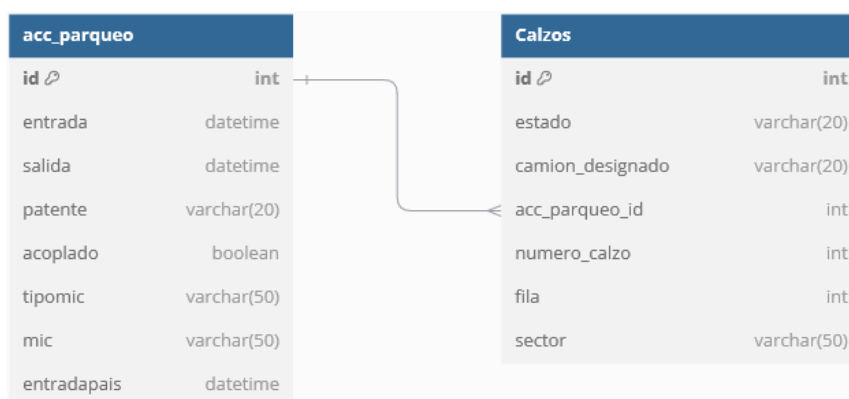 acc_parqueo
id int
entrada datetime
salida datetime
patente varchar(20)
acoplado boolean
tipomic varchar(50)
mic varchar(50)
entradapais datetime
Calzos
id int
estado varchar(20)
camion_designado varchar(20)
acc_parqueo_id int
numero_calzo int
fila int
sector varchar(50)